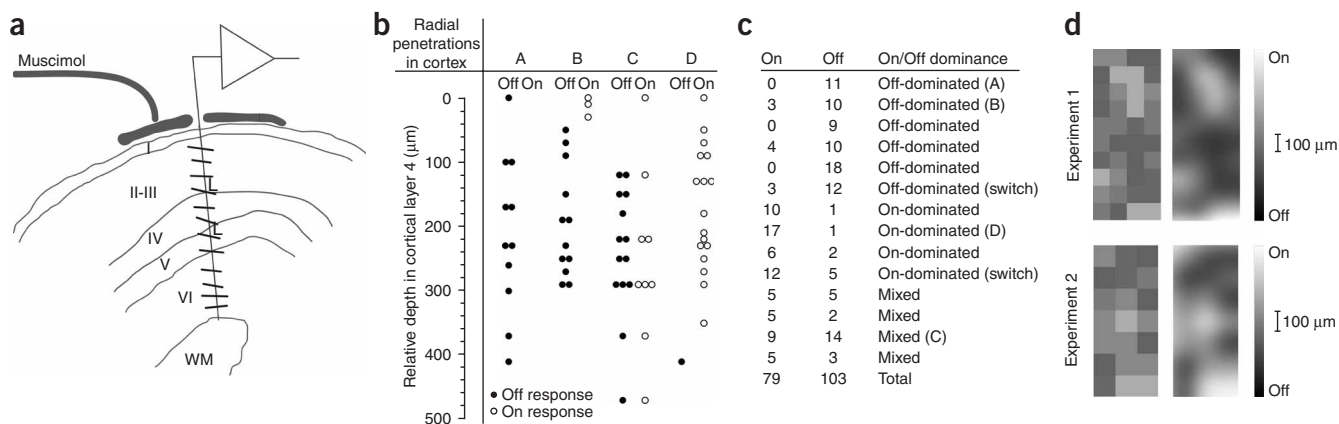 a
Muscimol
I
II-III
L
L
IV
V
VI
WM
b
Radial penetrations in cortex
A B C D
Off On Off On Off On Off On
Relative depth in cortical layer 4 (μm)
0
100
200
300
400
500
Off response
On response
c
On Off On/Off dominance
0 11 Off-dominated (A)
3 10 Off-dominated (B)
0 9 Off-dominated
4 10 Off-dominated
0 18 Off-dominated
3 12 Off-dominated (switch)
10 1 On-dominated
17 1 On-dominated (D)
6 2 On-dominated
12 5 On-dominated (switch)
5 5 Mixed
5 2 Mixed
9 14 Mixed (C)
5 3 Mixed
79 103 Total
d
Experiment 1
On
100 μm
Off
Experiment 2
On
100 μm
Off